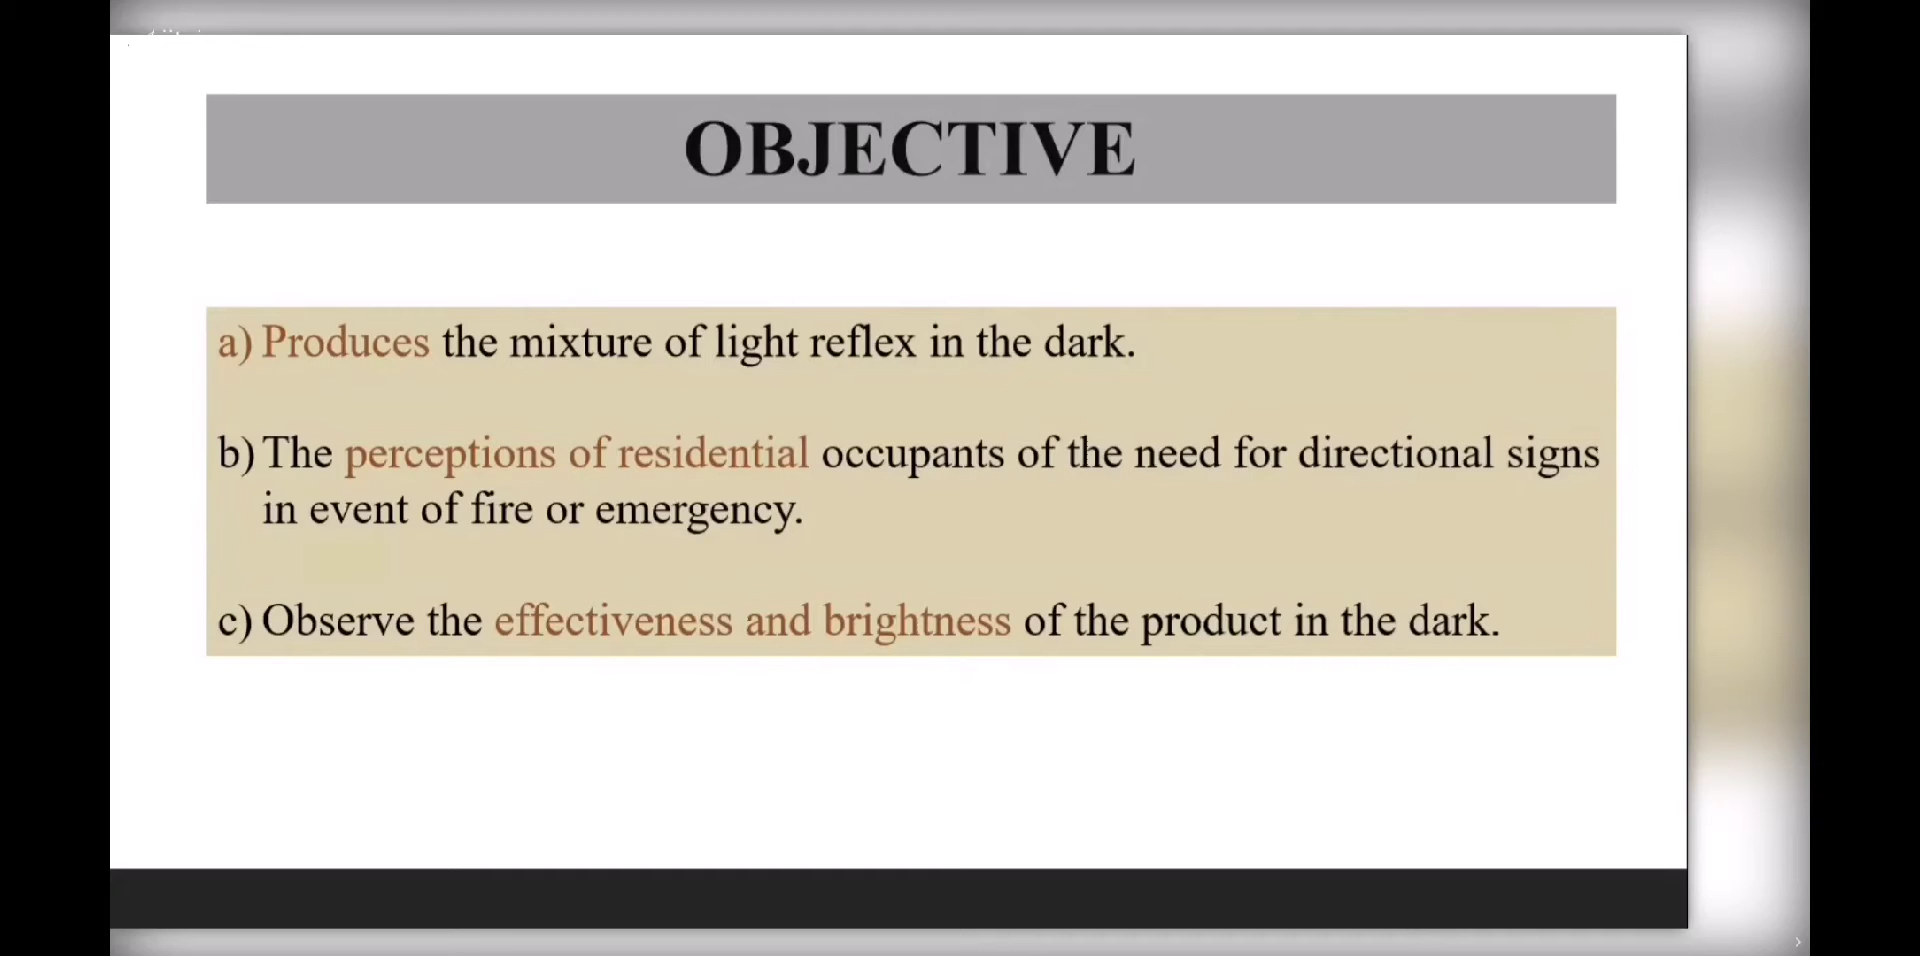 OBJECTIVE
a) Produces the mixture of light reflex in the dark.
b) The perceptions of residential occupants of the need for directional signs
in event of fire or emergency.
c) Observe the effectiveness and brightness of the product in the dark.